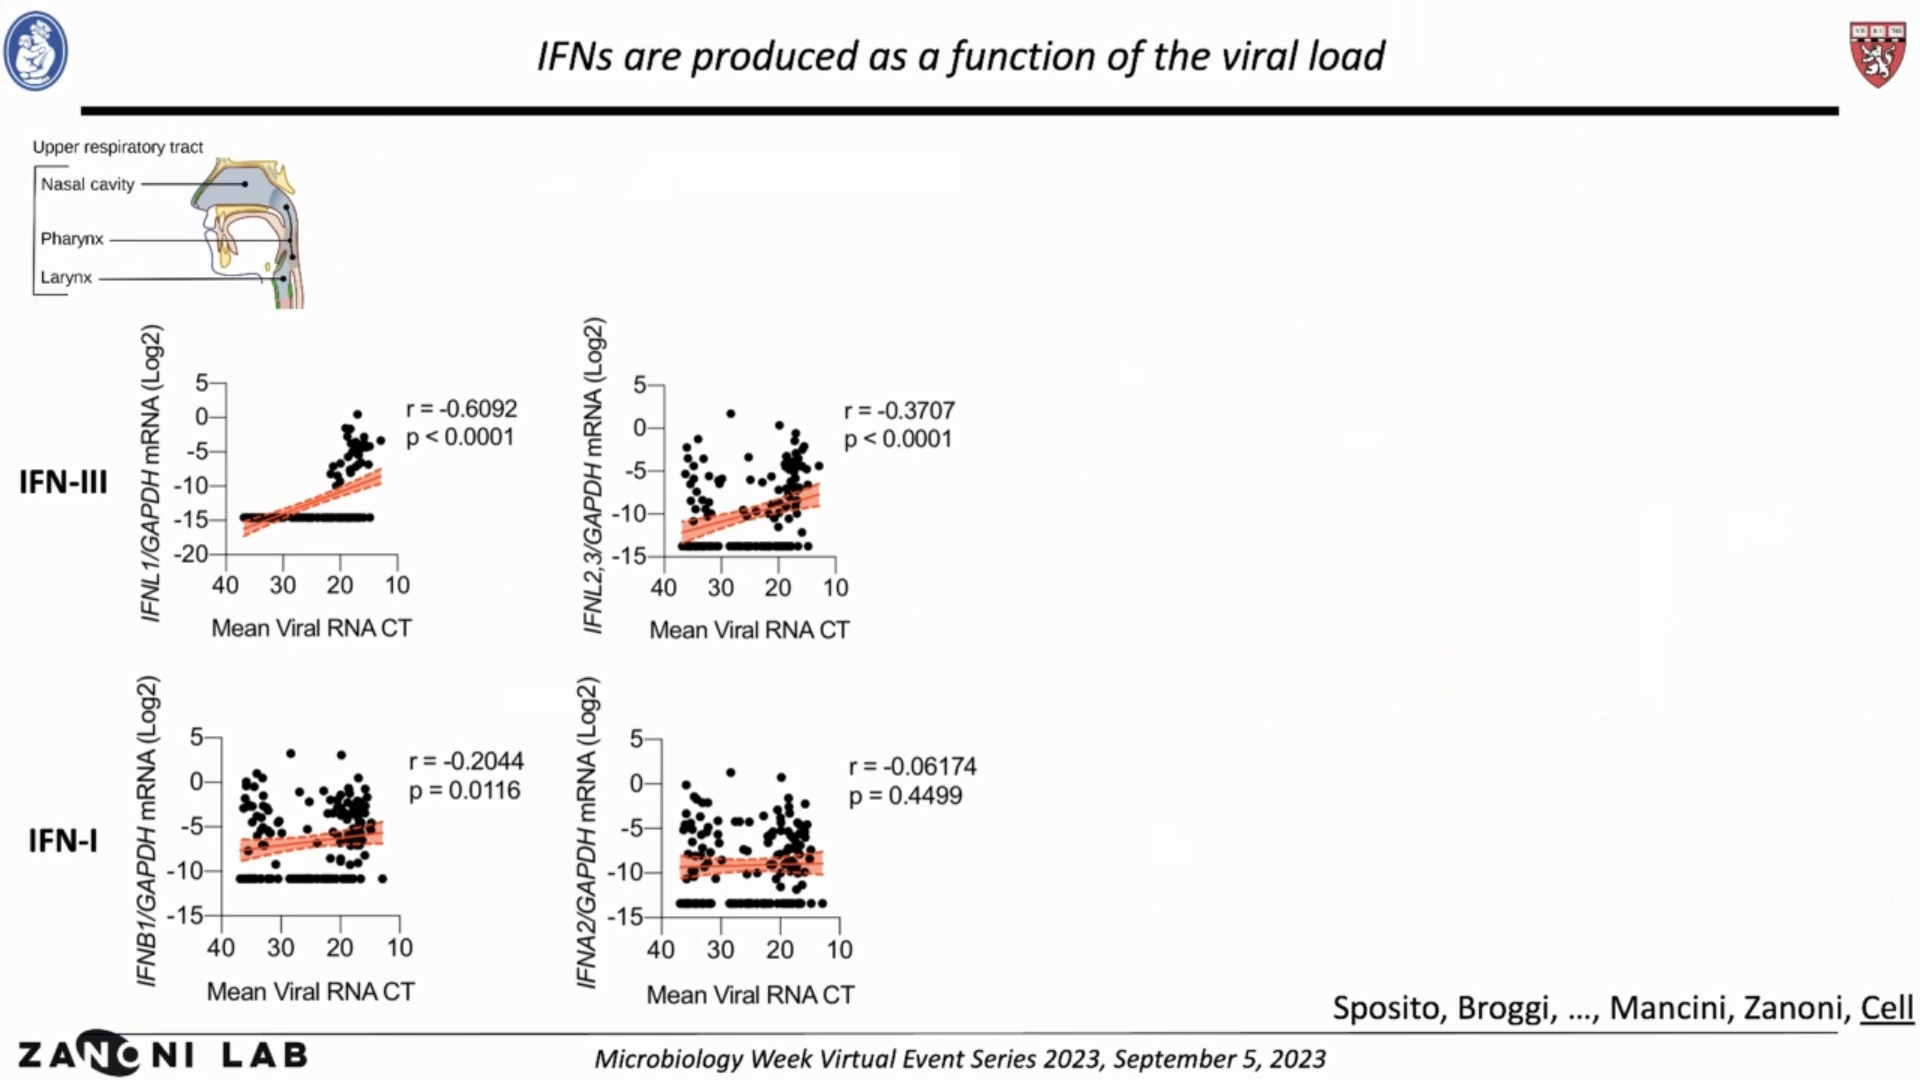 IFNs are produced as a function of the viral load
Upper respiratory tract
Nasal cavity
Pharynx
Larynx
IFN-III
IFNL1/GAPDH mRNA (Log2)
5
0
-5
-10
-15
-20
40 30 20 10
Mean Viral RNA CT
r = -0.6092
p < 0.0001
IFNL2,3/GAPDH mRNA (Log2)
5
0
-5
-10
-15
40 30 20 10
Mean Viral RNA CT
r = -0.3707
p < 0.0001
IFN-I
IFNB1/GAPDH mRNA (Log2)
5
0
-5
-10
-15
40 30 20 10
Mean Viral RNA CT
r = -0.2044
p = 0.0116
IFNA2/GAPDH mRNA (Log2)
5
0
-5
-10
-15
40 30 20 10
Mean Viral RNA CT
r = -0.06174
p = 0.4499
Sposito, Broggi, ..., Mancini, Zanoni, Cell
ZANONI LAB
Microbiology Week Virtual Event Series 2023, September 5, 2023